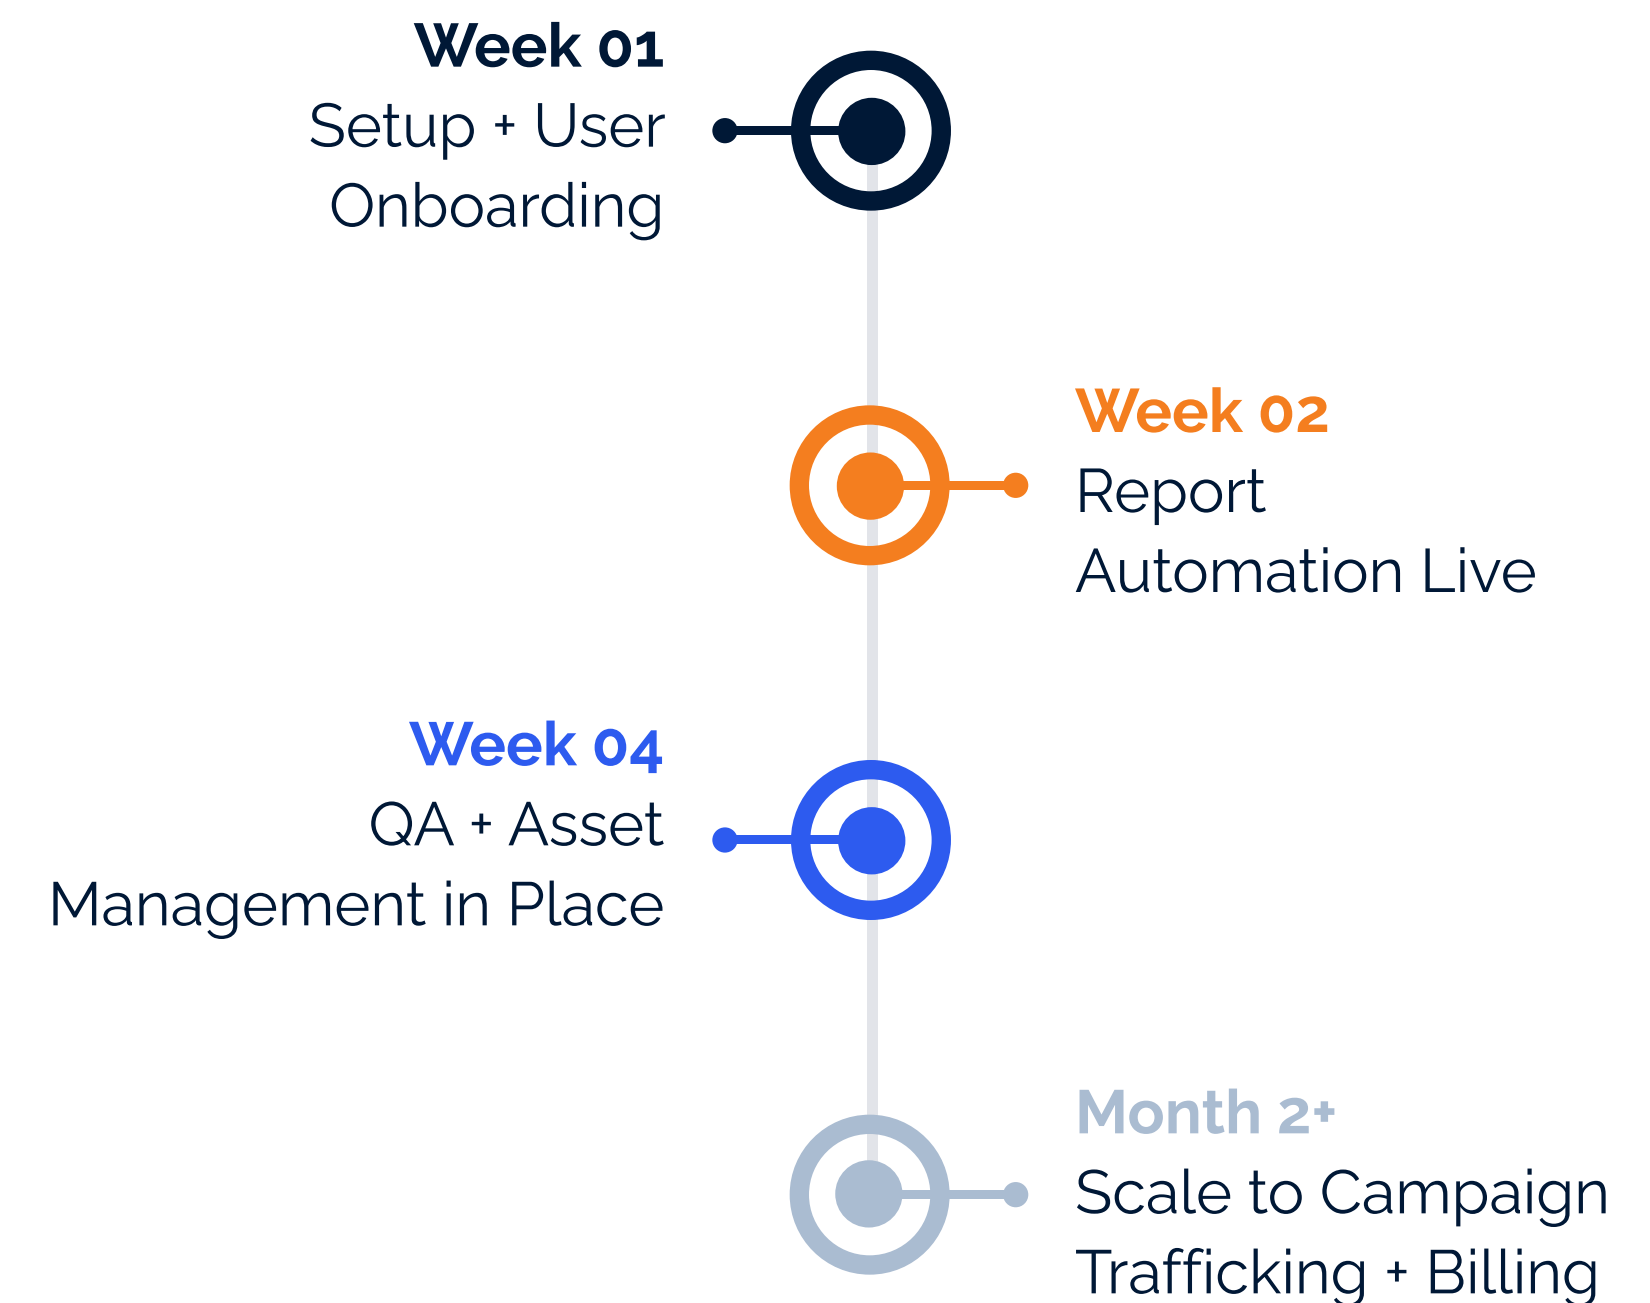 Week 01
Setup + User
Onboarding
Week 02
Report
Automation Live
Week 04
QA + Asset
Management in Place
Month 2+
Scale to Campaign
Trafficking + Billing